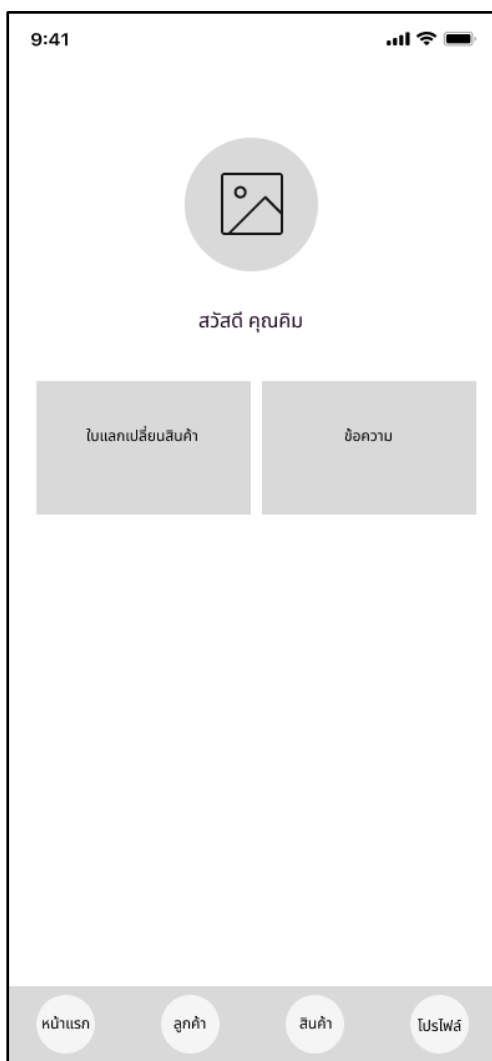 9:41
สวัสดี คุณคิม
ใบแลกเปลี่ยนสินค้า ข้อความ
หน้าแรก ลูกค้า สินค้า โปรไฟล์